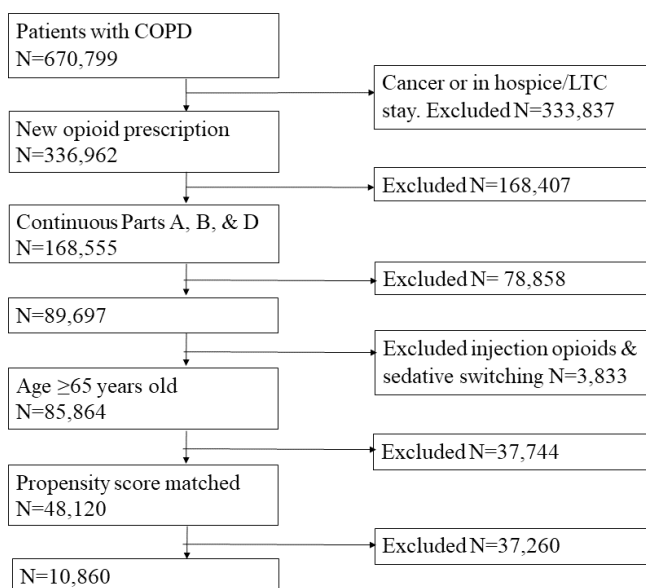 Patients with COPD
N=670,799
Cancer or in hospice/LTC
stay. Excluded N=333,837
New opioid prescription
N=336,962
Excluded N=168,407
Continuous Parts A, B, & D
N=168,555
Excluded N= 78,858
N=89,697
Excluded injection opioids &
sedative switching N=3,833
Age ≥65 years old
N=85,864
Excluded N=37,744
Propensity score matched
N=48,120
Excluded N=37,260
N=10,860